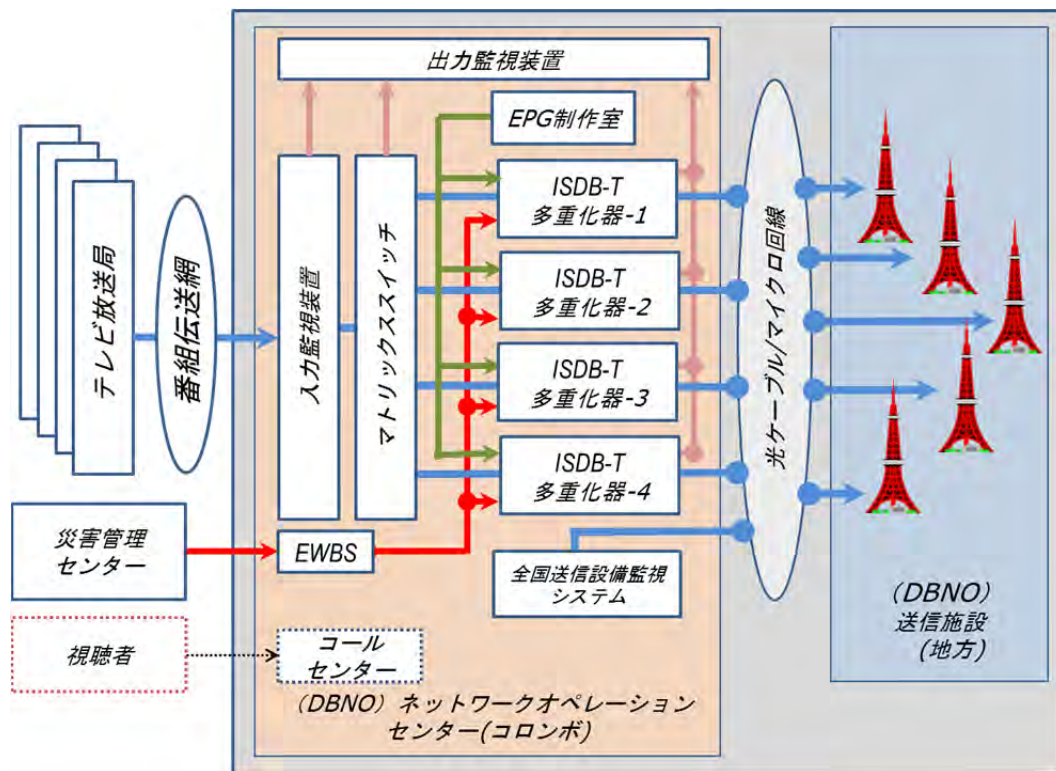 出力監視装置
EPG制作室
テレビ放送局
番組伝送網
入力監視装置
マトリックススイッチ
ISDB-T
多重化器-1
ISDB-T
多重化器-2
ISDB-T
多重化器-3
ISDB-T
多重化器-4
光ケーブル/マイクロ回線
災害管理
センター
EWBS
全国送信設備監視
システム
視聴者
コール
センター
(DBNO) ネットワークオペレーション
センター(コロンボ)
(DBNO)
送信施設
(地方)